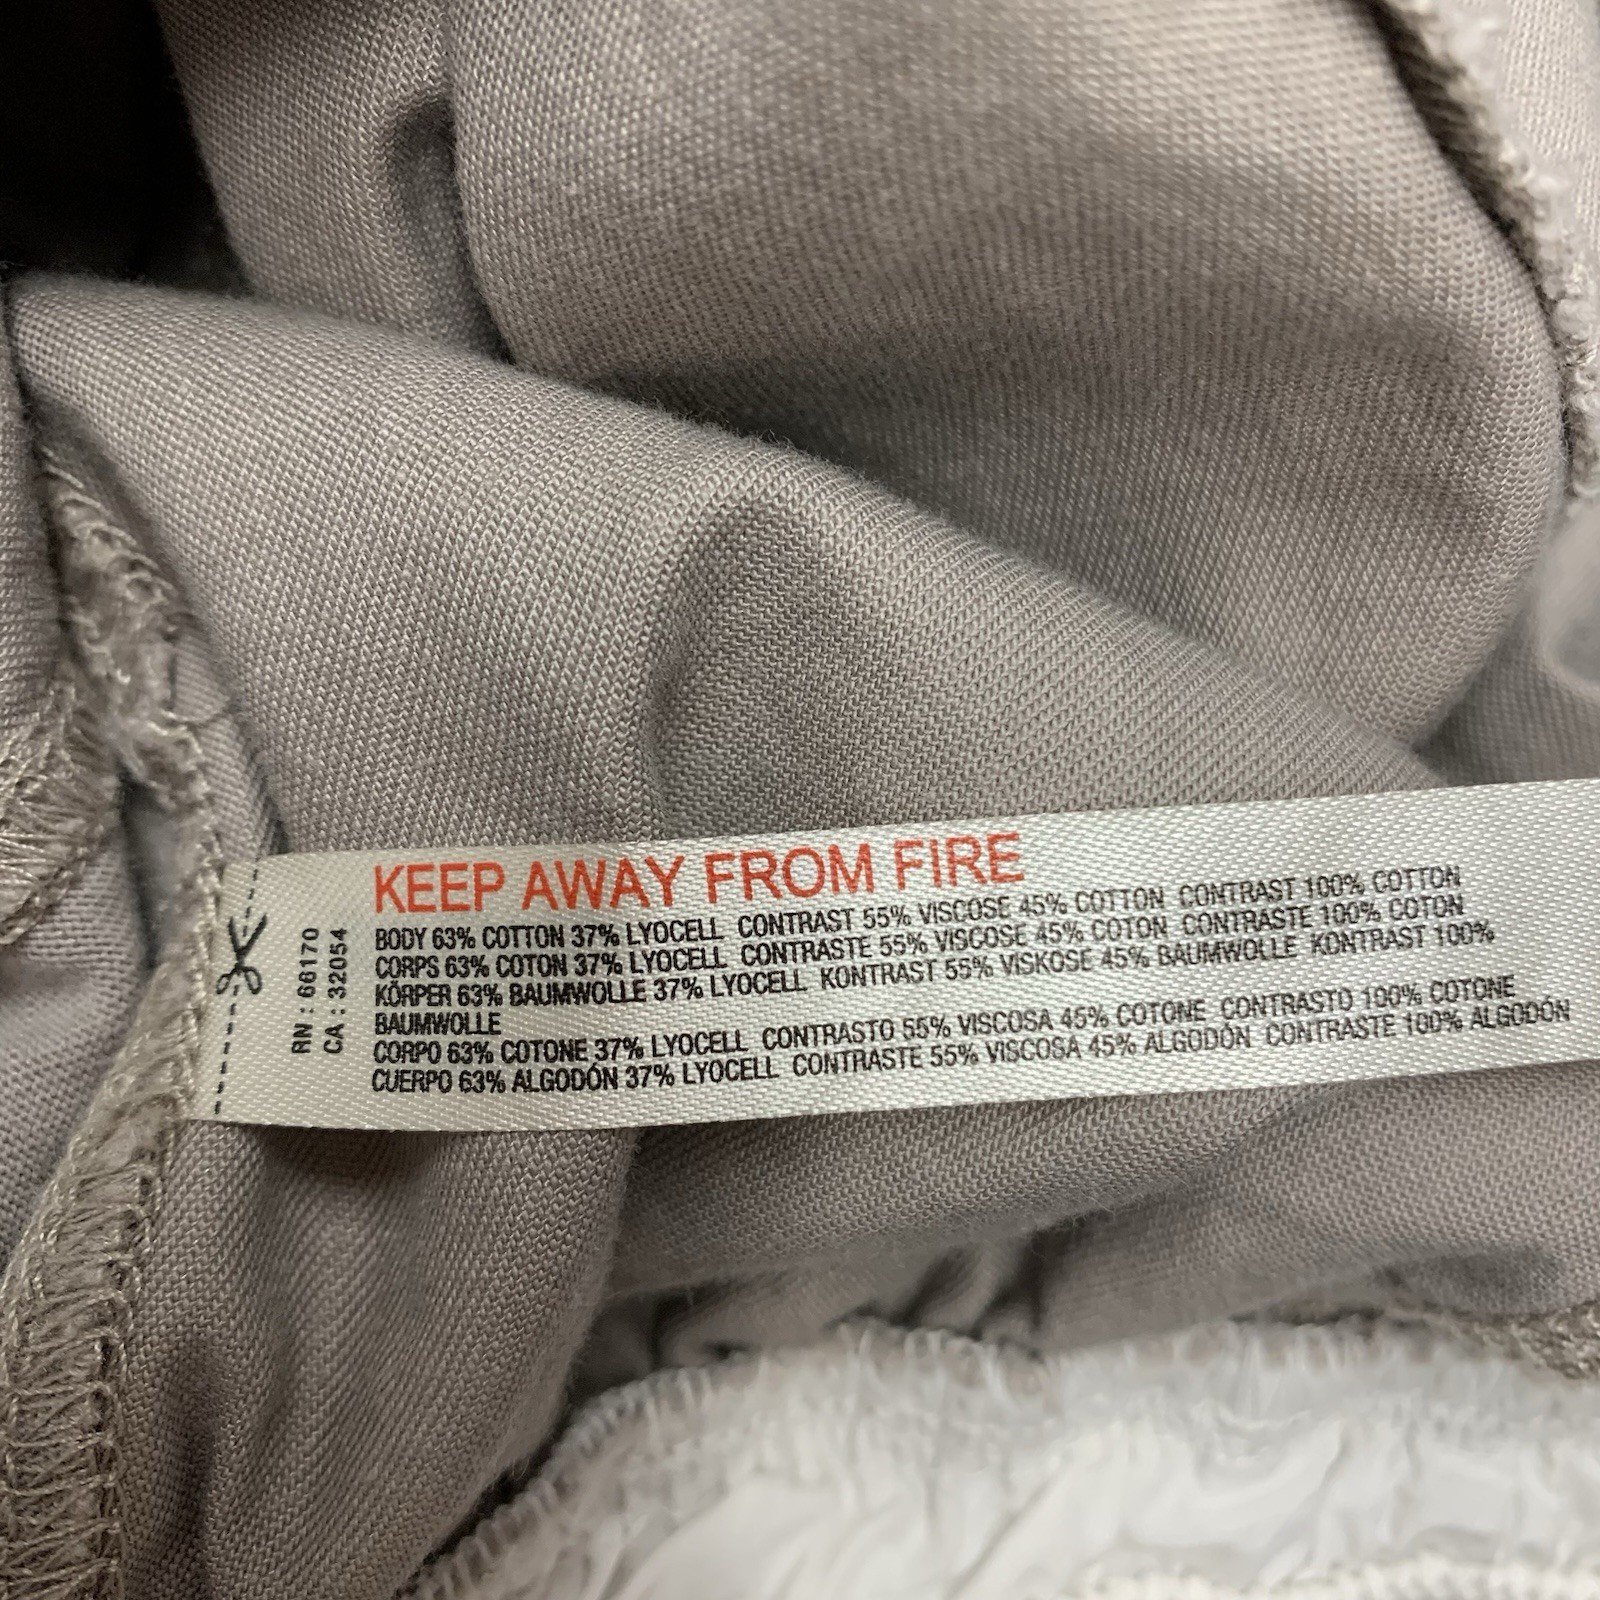 KEEP AWAY FROM FIRE
BODY 63% COTTON 37% LYOCELL CONTRAST 55% VISCOSE 45% COTTON CONTRAST 100% COTTON
CORPS 63% COTON 37% LYOCELL CONTRASTE 55% VISCOSE 45% COTON CONTRASTE 100% COTON
KÖRPER 63% BAUMWOLLE 37% LYOCELL KONTRAST 55% VISKOSE 45% BAUMWOLLE KONTRAST 100%
BAUMWOLLE
CORPO 63% COTONE 37% LYOCELL CONTRASTO 55% VISCOSA 45% COTONE CONTRASTO 100% COTONE
CUERPO 63% ALGODÓN 37% LYOCELL CONTRASTE 55% VISCOSA 45% ALGODÓN CONTRASTE 100% ALGODÓN
RN : 66170
CA : 32054